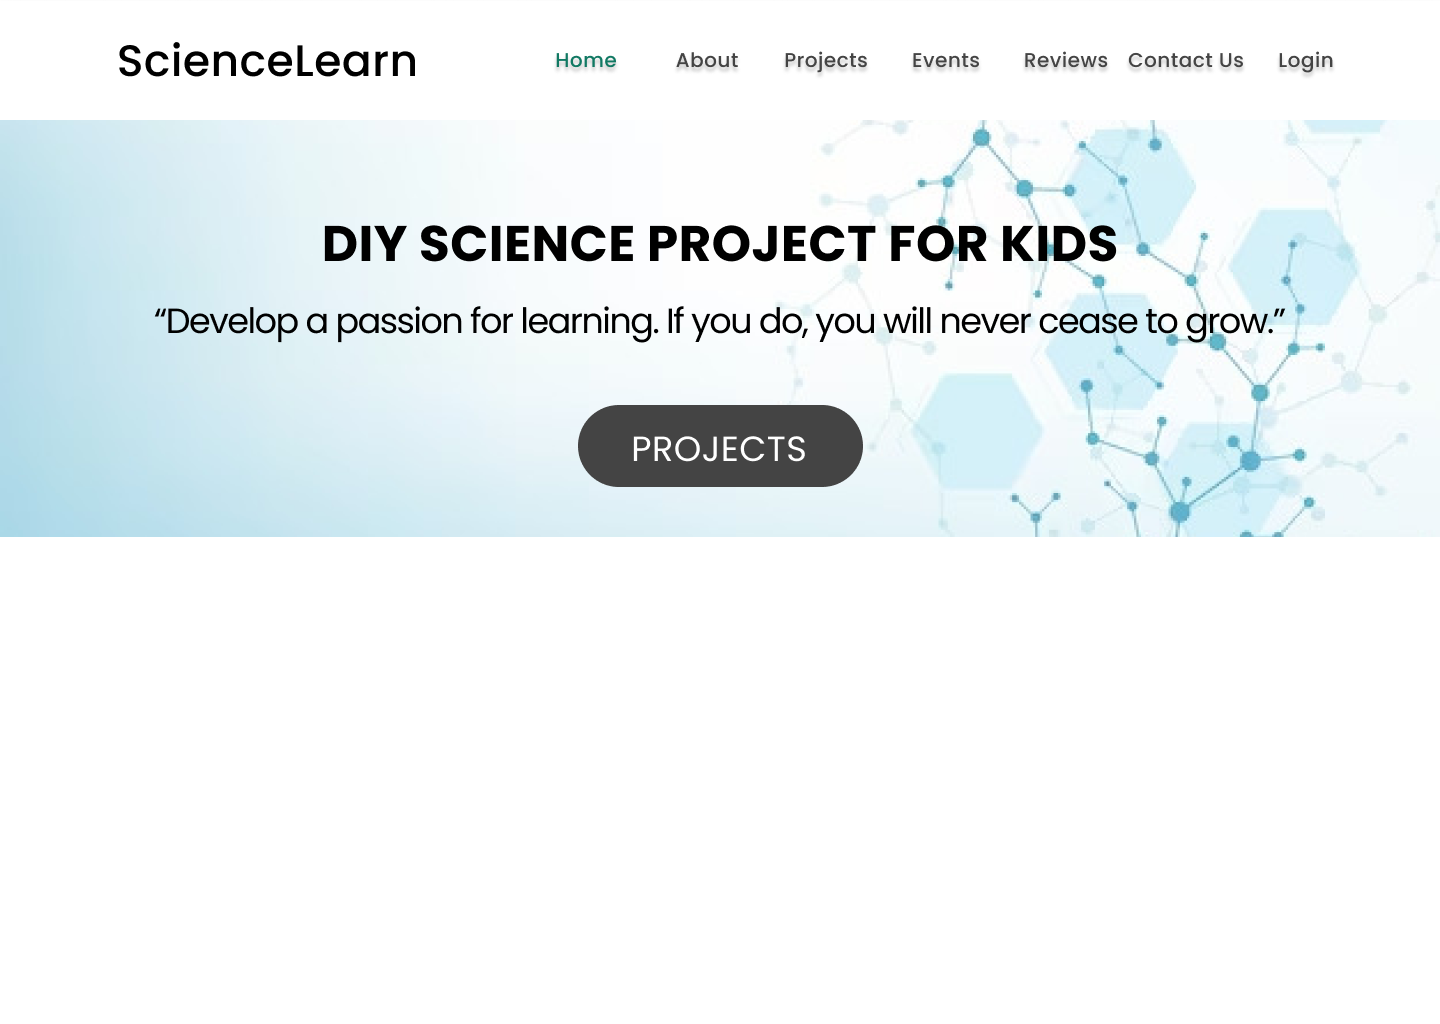 ScienceLearn
Home About Projects Events Reviews Contact Us Login
DIY SCIENCE PROJECT FOR KIDS
“Develop a passion for learning. If you do, you will never cease to grow.”
PROJECTS